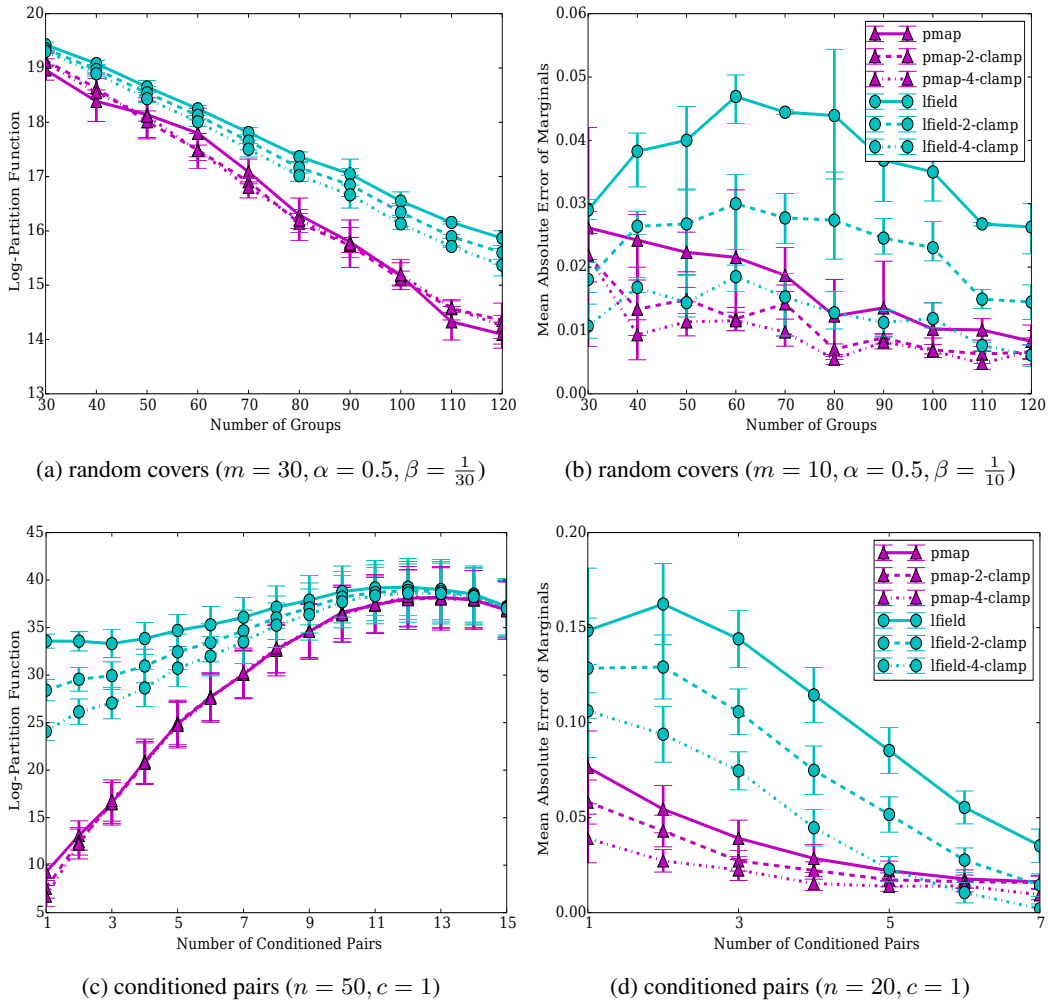 20
19
18
17
16
15
14
13
Log-Partition Function
30 40 50 60 70 80 90 100 110 120
Number of Groups
(a) random covers (m = 30, α = 0.5, β = 1/30)
0.06
0.05
0.04
0.03
0.02
0.01
0.00
Mean Absolute Error of Marginals
pmap
pmap-2-clamp
pmap-4-clamp
lfield
lfield-2-clamp
lfield-4-clamp
30 40 50 60 70 80 90 100 110 120
Number of Groups
(b) random covers (m = 10, α = 0.5, β = 1/10)
45
40
35
30
25
20
15
10
5
Log-Partition Function
1 3 5 7 9 11 13 15
Number of Conditioned Pairs
(c) conditioned pairs (n = 50, c = 1)
0.20
0.15
0.10
0.05
0.00
Mean Absolute Error of Marginals
pmap
pmap-2-clamp
pmap-4-clamp
lfield
lfield-2-clamp
lfield-4-clamp
1 3 5 7
Number of Conditioned Pairs
(d) conditioned pairs (n = 20, c = 1)